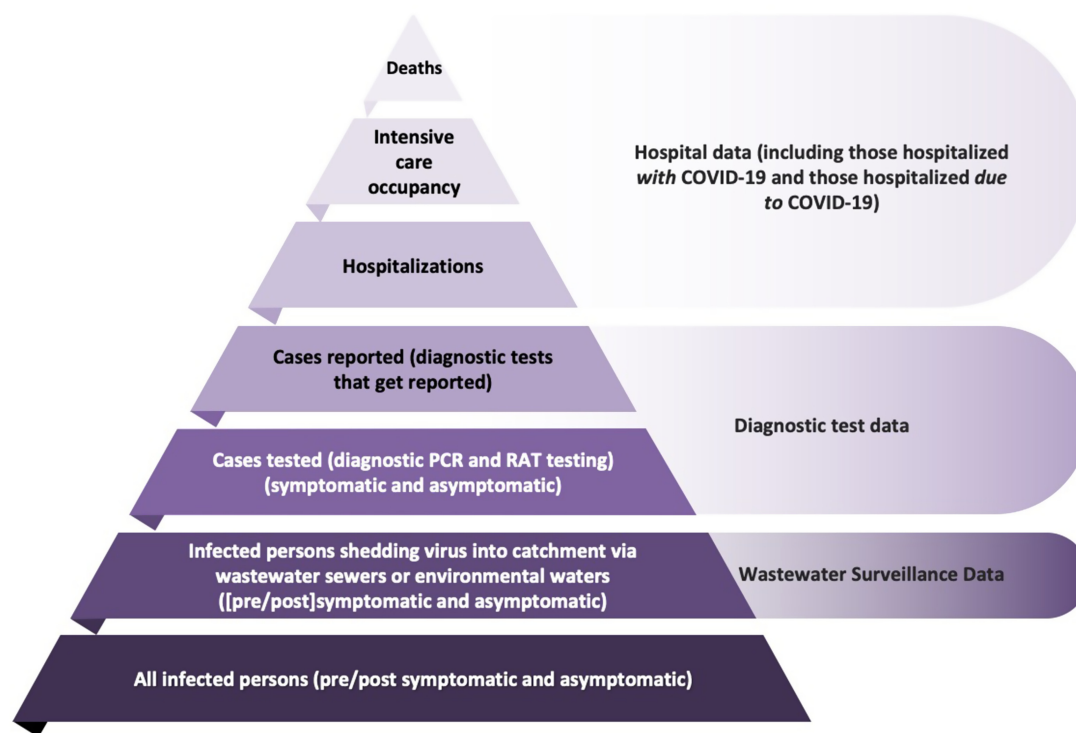 Deaths
Intensive
care
occupancy
Hospital data (including those hospitalized
with COVID-19 and those hospitalized due
to COVID-19)
Hospitalizations
Cases reported (diagnostic tests
that get reported)
Diagnostic test data
Cases tested (diagnostic PCR and RAT testing)
(symptomatic and asymptomatic)
Infected persons shedding virus into catchment via
wastewater sewers or environmental waters
([pre/post]symptomatic and asymptomatic)
Wastewater Surveillance Data
All infected persons (pre/post symptomatic and asymptomatic)